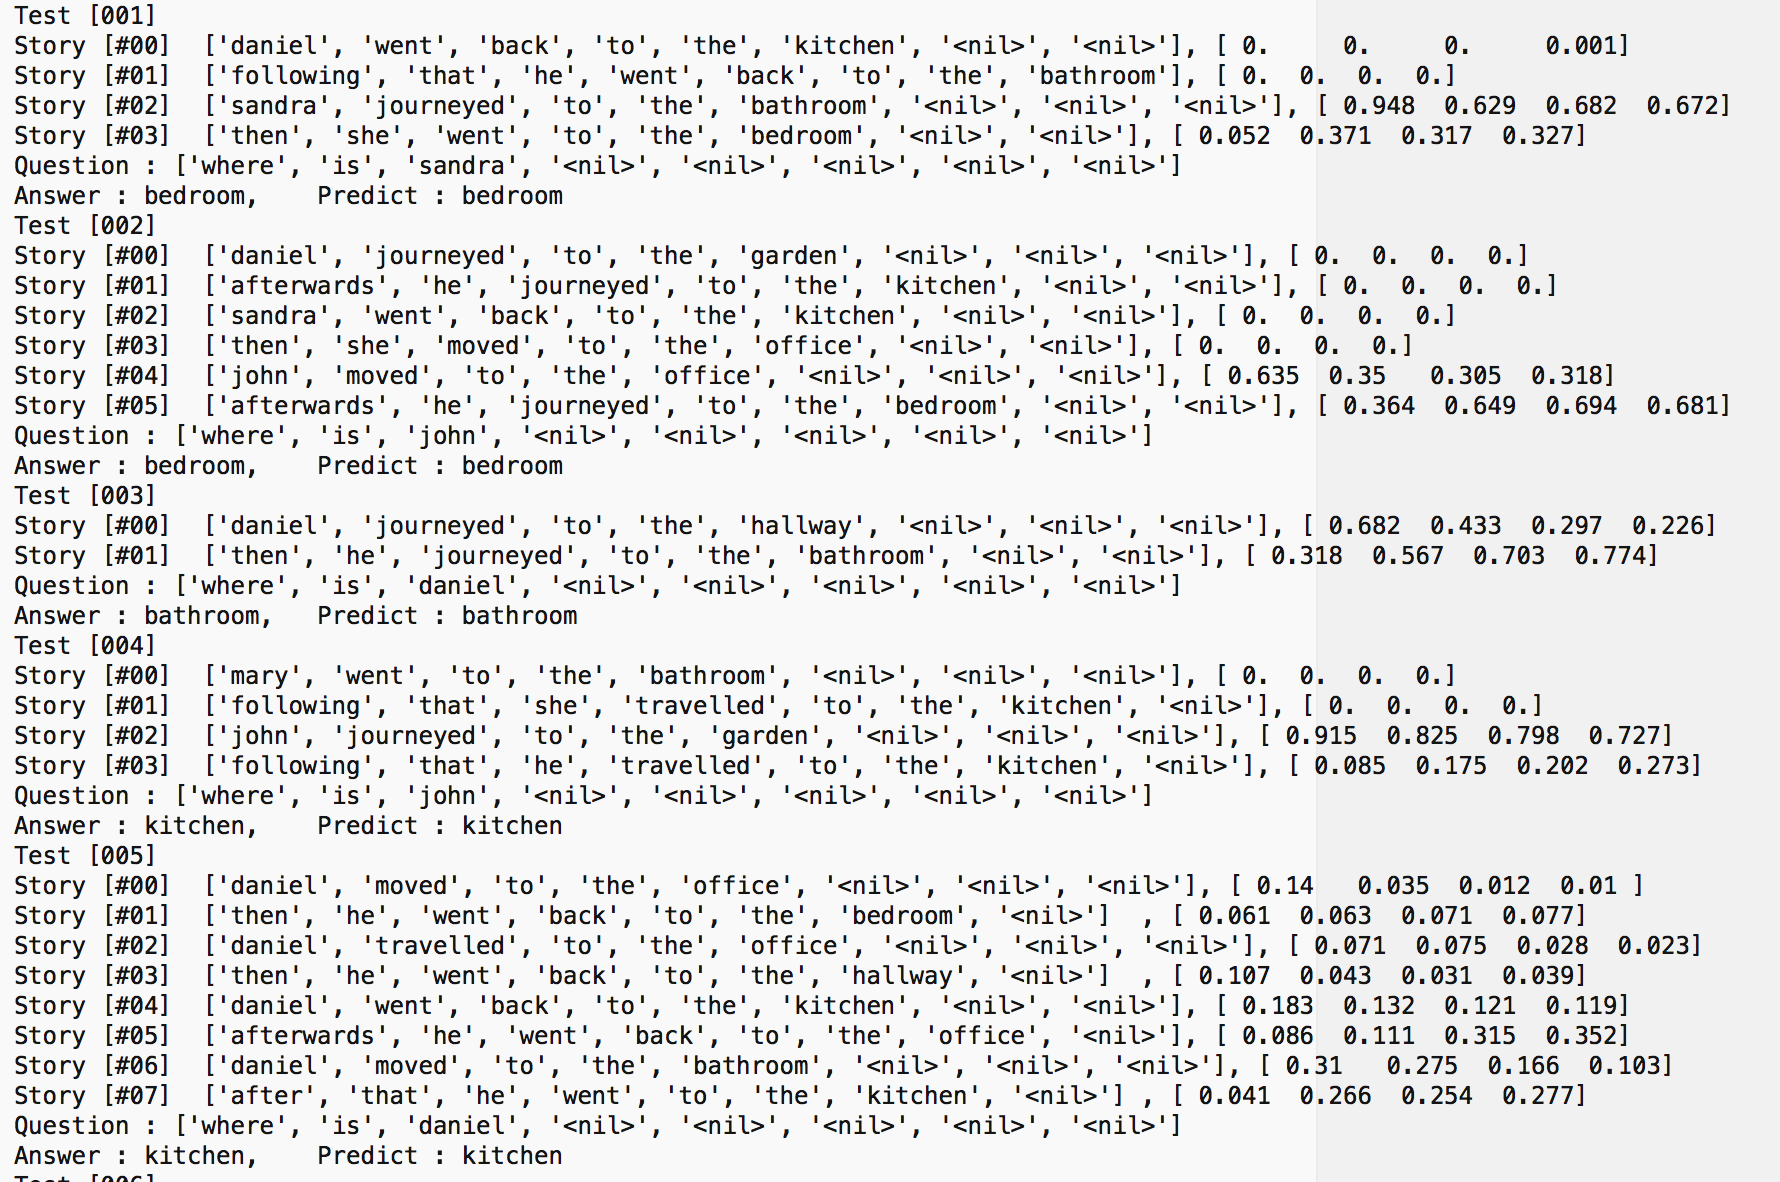 Test [001]
Story [#00]  ['daniel', 'went', 'back', 'to', 'the', 'kitchen', '<nil>', '<nil>'], [ 0.     0.     0.     0.001]
Story [#01]  ['following', 'that', 'he', 'went', 'back', 'to', 'the', 'bathroom'], [ 0.  0.  0.  0.]
Story [#02]  ['sandra', 'journeyed', 'to', 'the', 'bathroom', '<nil>', '<nil>', '<nil>'], [ 0.948  0.629  0.682  0.672]
Story [#03]  ['then', 'she', 'went', 'to', 'the', 'bedroom', '<nil>', '<nil>'], [ 0.052  0.371  0.317  0.327]
Question : ['where', 'is', 'sandra', '<nil>', '<nil>', '<nil>', '<nil>', '<nil>']
Answer : bedroom,    Predict : bedroom
Test [002]
Story [#00]  ['daniel', 'journeyed', 'to', 'the', 'garden', '<nil>', '<nil>', '<nil>'], [ 0.  0.  0.  0.]
Story [#01]  ['afterwards', 'he', 'journeyed', 'to', 'the', 'kitchen', '<nil>', '<nil>'], [ 0.  0.  0.  0.]
Story [#02]  ['sandra', 'went', 'back', 'to', 'the', 'kitchen', '<nil>', '<nil>'], [ 0.  0.  0.  0.]
Story [#03]  ['then', 'she', 'moved', 'to', 'the', 'office', '<nil>', '<nil>'], [ 0.  0.  0.  0.]
Story [#04]  ['john', 'moved', 'to', 'the', 'office', '<nil>', '<nil>', '<nil>'], [ 0.635  0.35   0.305  0.318]
Story [#05]  ['afterwards', 'he', 'journeyed', 'to', 'the', 'bedroom', '<nil>', '<nil>'], [ 0.364  0.649  0.694  0.681]
Question : ['where', 'is', 'john', '<nil>', '<nil>', '<nil>', '<nil>', '<nil>']
Answer : bedroom,    Predict : bedroom
Test [003]
Story [#00]  ['daniel', 'journeyed', 'to', 'the', 'hallway', '<nil>', '<nil>', '<nil>'], [ 0.682  0.433  0.297  0.226]
Story [#01]  ['then', 'he', 'journeyed', 'to', 'the', 'bathroom', '<nil>', '<nil>'], [ 0.318  0.567  0.703  0.774]
Question : ['where', 'is', 'daniel', '<nil>', '<nil>', '<nil>', '<nil>', '<nil>']
Answer : bathroom,   Predict : bathroom
Test [004]
Story [#00]  ['mary', 'went', 'to', 'the', 'bathroom', '<nil>', '<nil>', '<nil>'], [ 0.  0.  0.  0.]
Story [#01]  ['following', 'that', 'she', 'travelled', 'to', 'the', 'kitchen', '<nil>'], [ 0.  0.  0.  0.]
Story [#02]  ['john', 'journeyed', 'to', 'the', 'garden', '<nil>', '<nil>', '<nil>'], [ 0.915  0.825  0.798  0.727]
Story [#03]  ['following', 'that', 'he', 'travelled', 'to', 'the', 'kitchen', '<nil>'], [ 0.085  0.175  0.202  0.273]
Question : ['where', 'is', 'john', '<nil>', '<nil>', '<nil>', '<nil>', '<nil>']
Answer : kitchen,    Predict : kitchen
Test [005]
Story [#00]  ['daniel', 'moved', 'to', 'the', 'office', '<nil>', '<nil>', '<nil>'], [ 0.14   0.035  0.012  0.01 ]
Story [#01]  ['then', 'he', 'went', 'back', 'to', 'the', 'bedroom', '<nil>']  , [ 0.061  0.063  0.071  0.077]
Story [#02]  ['daniel', 'travelled', 'to', 'the', 'office', '<nil>', '<nil>', '<nil>'], [ 0.071  0.075  0.028  0.023]
Story [#03]  ['then', 'he', 'went', 'back', 'to', 'the', 'hallway', '<nil>']  , [ 0.107  0.043  0.031  0.039]
Story [#04]  ['daniel', 'went', 'back', 'to', 'the', 'kitchen', '<nil>', '<nil>'], [ 0.183  0.132  0.121  0.119]
Story [#05]  ['afterwards', 'he', 'went', 'back', 'to', 'the', 'office', '<nil>'], [ 0.086  0.111  0.315  0.352]
Story [#06]  ['daniel', 'moved', 'to', 'the', 'bathroom', '<nil>', '<nil>', '<nil>'], [ 0.31   0.275  0.166  0.103]
Story [#07]  ['after', 'that', 'he', 'went', 'to', 'the', 'kitchen', '<nil>'] , [ 0.041  0.266  0.254  0.277]
Question : ['where', 'is', 'daniel', '<nil>', '<nil>', '<nil>', '<nil>', '<nil>']
Answer : kitchen,    Predict : kitchen